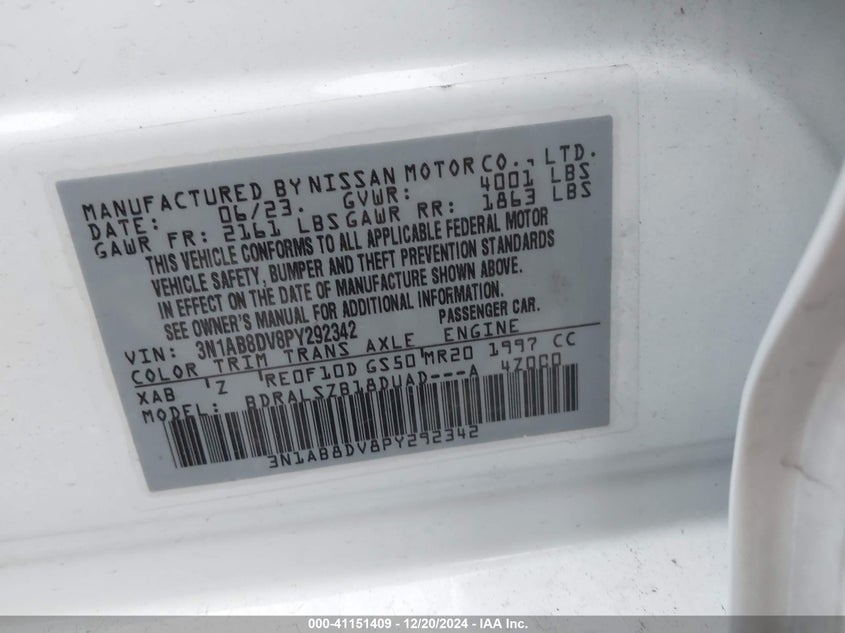 MANUFACTURED BY NISSAN MOTOR CO., LTD.
DATE: 06/23. GVWR: 4001 LBS
GAWR FR: 2161 LBS GAWR RR: 1863 LBS
THIS VEHICLE CONFORMS TO ALL APPLICABLE FEDERAL MOTOR
VEHICLE SAFETY, BUMPER AND THEFT PREVENTION STANDARDS
IN EFFECT ON THE DATE OF MANUFACTURE SHOWN ABOVE.
SEE OWNER'S MANUAL FOR ADDITIONAL INFORMATION.
VIN: 3N1AB8DV8PY292342 PASSENGER CAR.
COLOR TRIM TRANS AXLE ENGINE
XAB Z RE0F10D GS50 MR20 1997 CC
MODEL: BDRALSZB18DUAD---A 4Z0C0
3N1AB8DV8PY292342
000-41151409 - 12/20/2024 - IAA Inc.